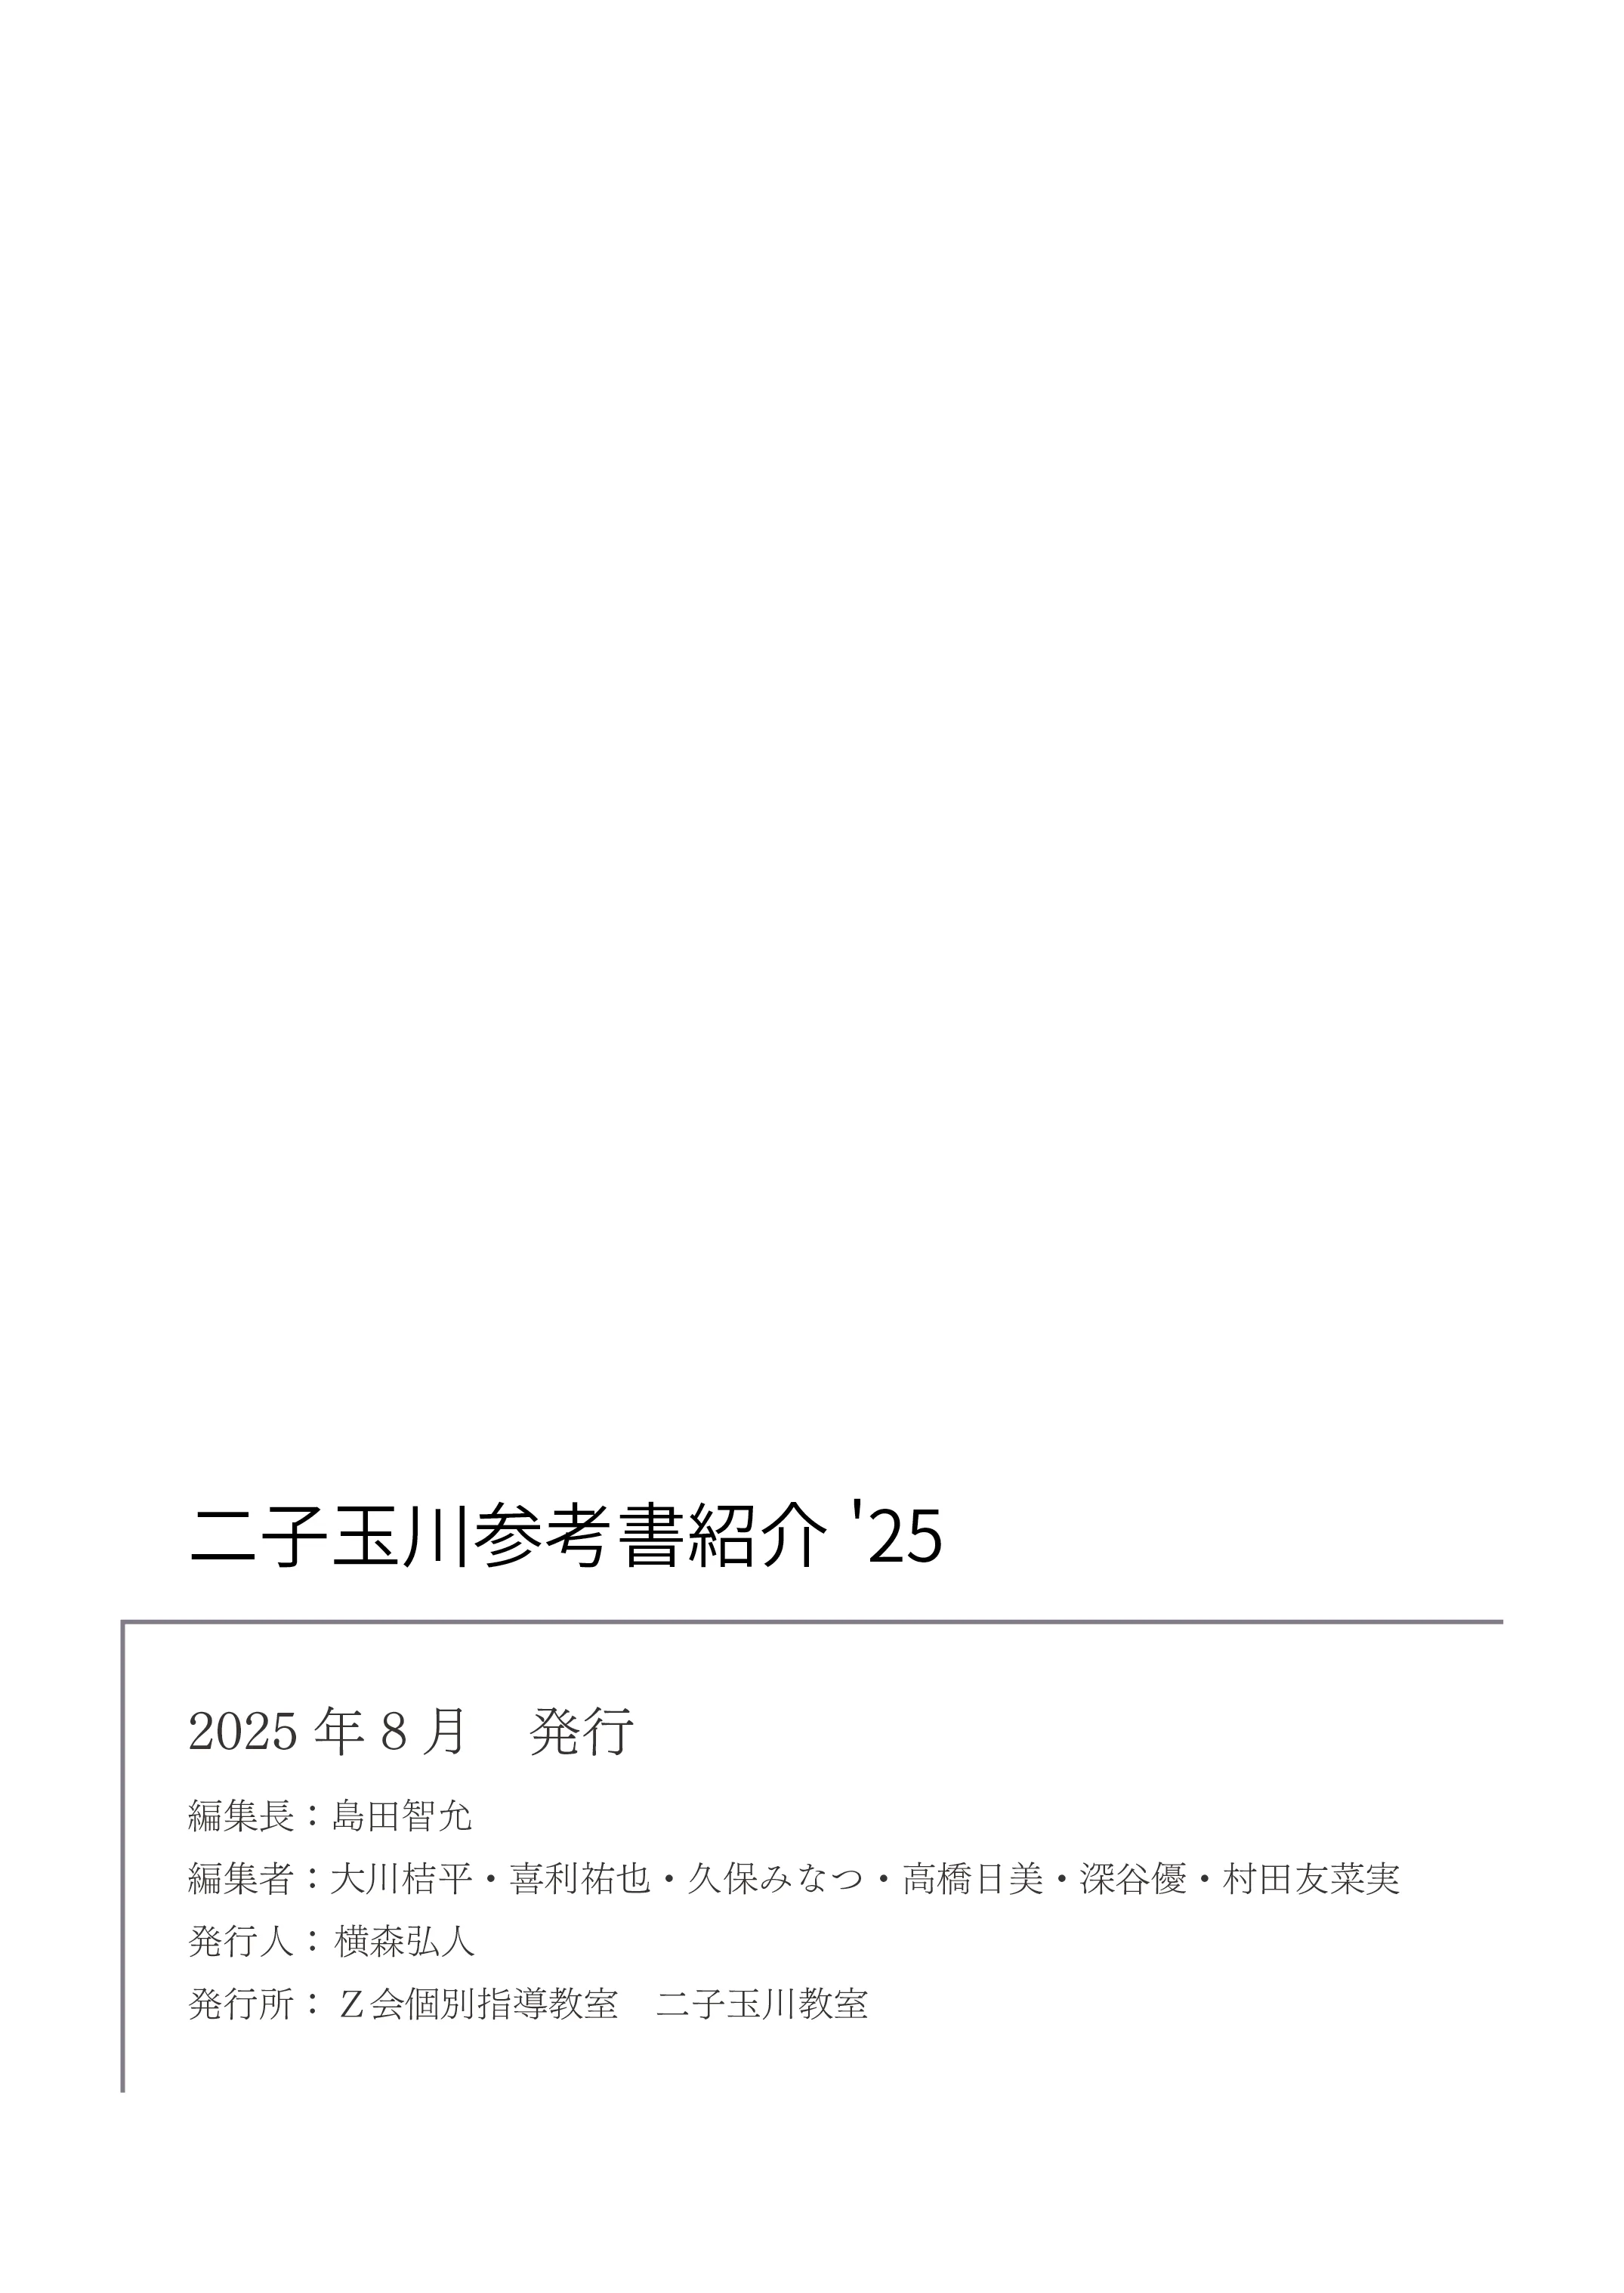 二子玉川参考書紹介 '25
2025 年 8 月　発行
編集長：島田智允
編集者：大川桔平・喜利祐也・久保みなつ・高橋日美・深谷優・村田友菜実
発行人：横森弘人
発行所：Ｚ会個別指導教室　二子玉川教室